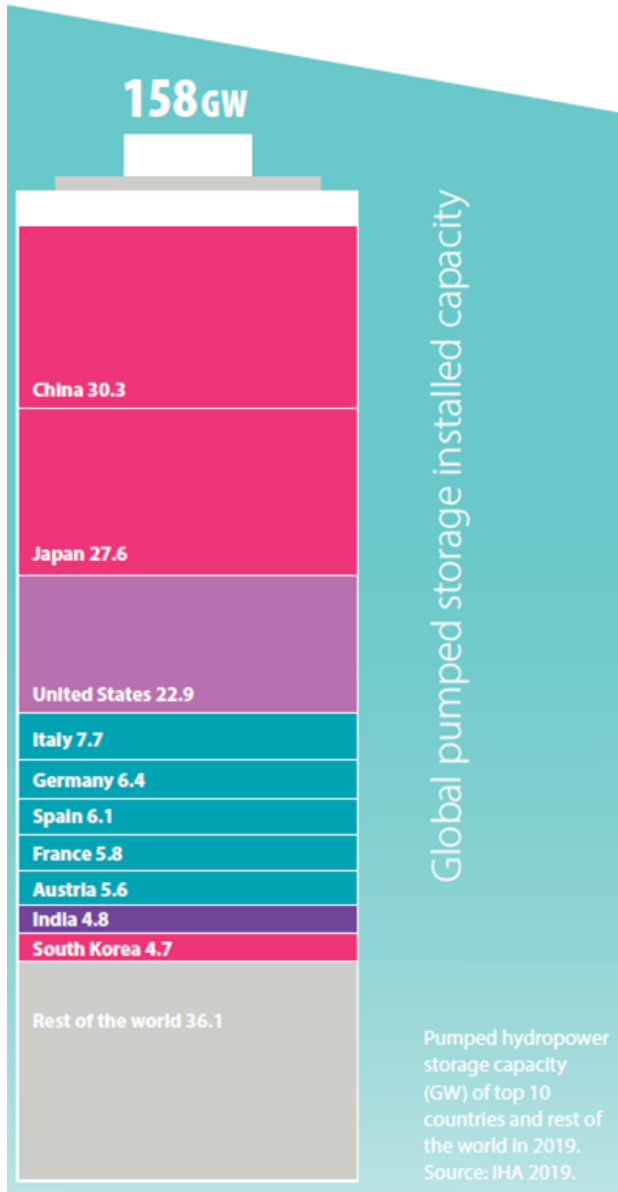 158 GW
China 30.3
Japan 27.6
United States 22.9
Italy 7.7
Germany 6.4
Spain 6.1
France 5.8
Austria 5.6
India 4.8
South Korea 4.7
Rest of the world 36.1
Global pumped storage installed capacity
Pumped hydropower
storage capacity
(GW) of top 10
countries and rest of
the world in 2019.
Source: IHA 2019.